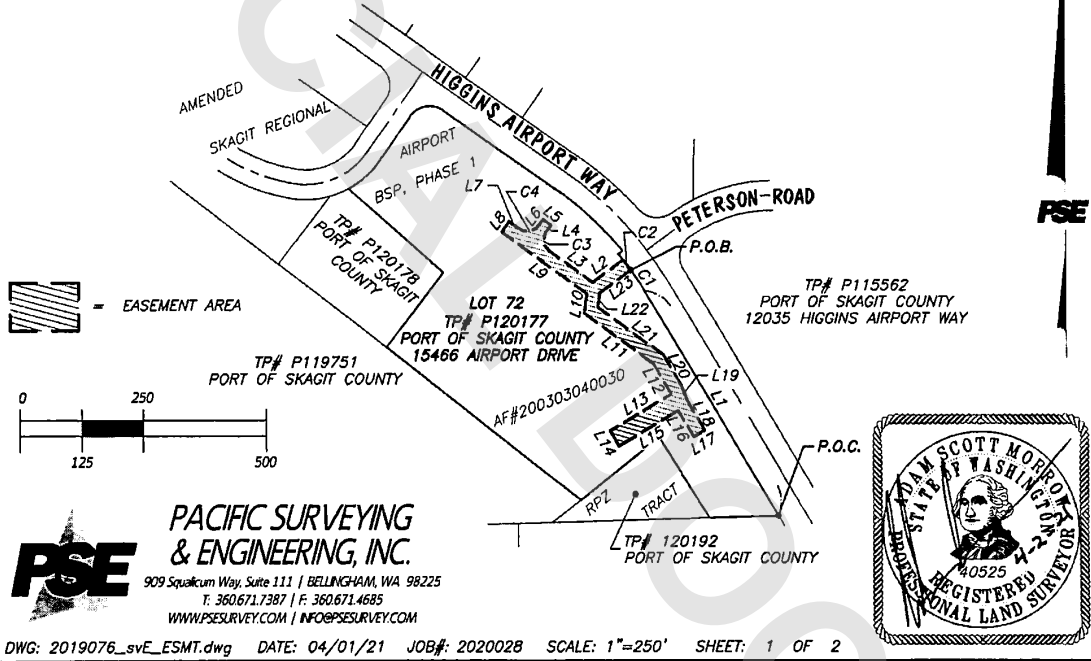 HIGGINS AIRPORT WAY
AMENDED
SKAGIT REGIONAL
AIRPORT
BSP, PHASE 1
PETERSON-ROAD
L7
C4
L6
L5
L8
L4
C3
L3
L2
C2
P.O.B.
L9
L23
C1
PSE
TP# P120178
PORT OF SKAGIT
COUNTY
TP# P115562
PORT OF SKAGIT COUNTY
12035 HIGGINS AIRPORT WAY
= EASEMENT AREA
L10
L22
LOT 72
TP# P120177
PORT OF SKAGIT COUNTY
15466 AIRPORT DRIVE
L21
L11
TP# P119751
PORT OF SKAGIT COUNTY
L20
L19
L12
L1
AF#200303040030
L13
L18
L14
L15
L16
L17
0
250
125
500
P.O.C.
RPZ
TRACT
TP# 120192
PORT OF SKAGIT COUNTY
PSE
PACIFIC SURVEYING
& ENGINEERING, INC.
909 Squalicum Way, Suite 111 | BELLINGHAM, WA 98225
T: 360.671.7387 | F: 360.671.4685
WWW.PSESURVEY.COM | INFO@PSESURVEY.COM
ADAM SCOTT MORROW
STATE OF WASHINGTON
40525
REGISTERED
PROFESSIONAL LAND SURVEYOR
DWG: 2019076_svE_ESMT.dwg DATE: 04/01/21 JOB#: 2020028 SCALE: 1"=250' SHEET: 1 OF 2